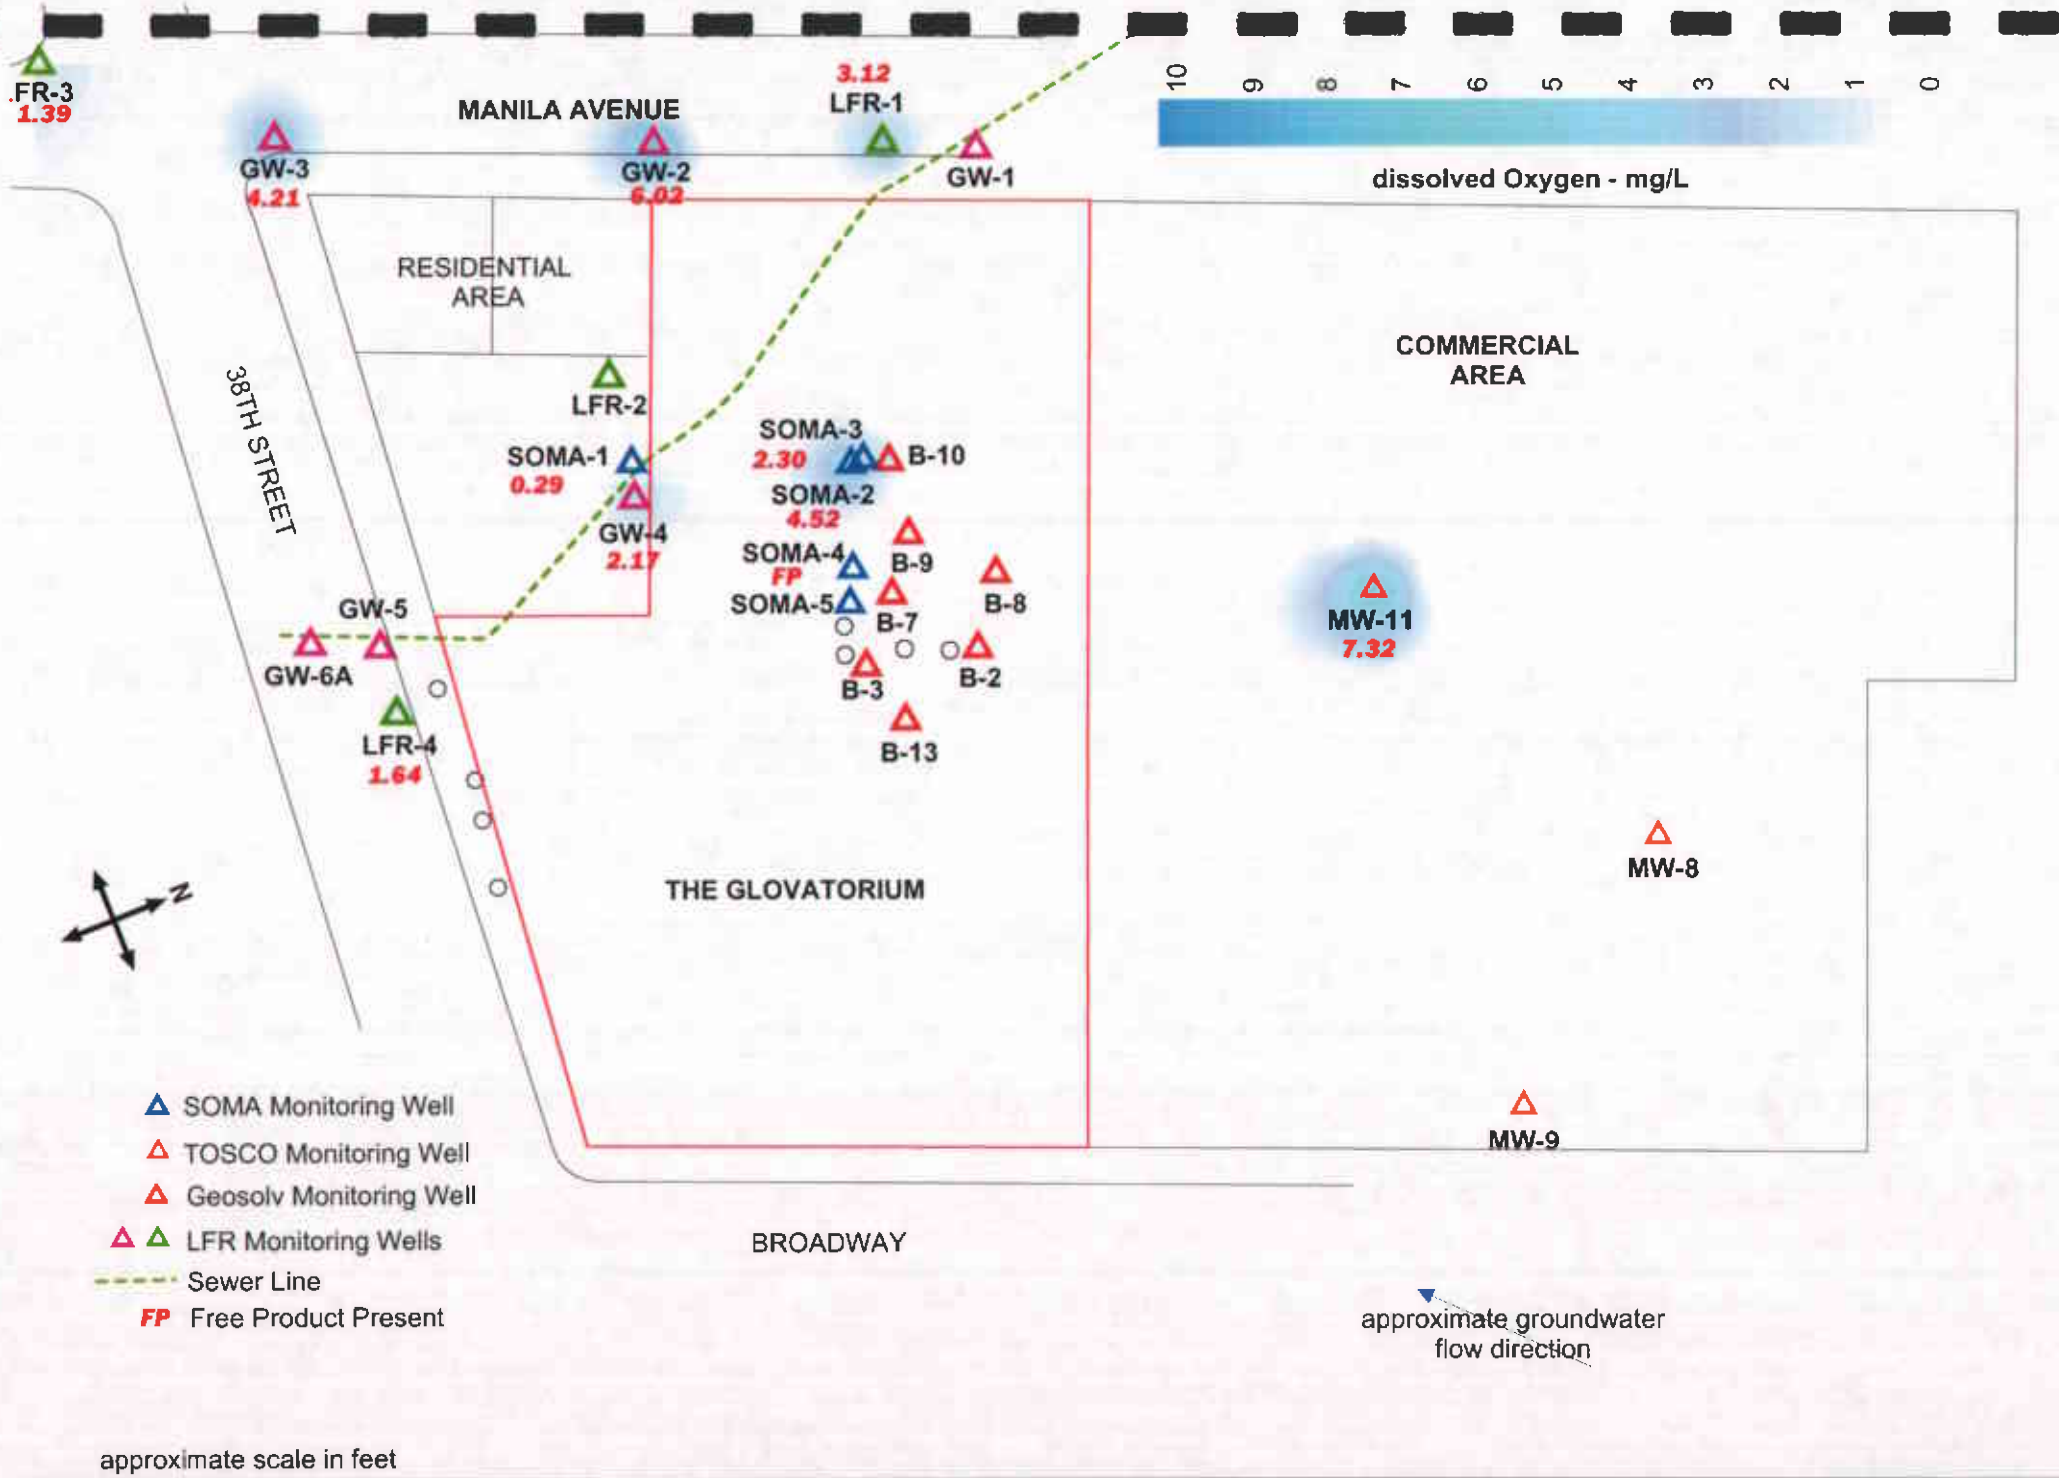 3.12
LFR-1
FR-3
1.39
MANILA AVENUE
10 9 8 7 6 5 4 3 2 1 0
dissolved Oxygen - mg/L
GW-3
4.21
GW-2
6.02
GW-1
RESIDENTIAL
AREA
COMMERCIAL
AREA
38TH STREET
LFR-2
SOMA-1
0.29
SOMA-3
2.30
B-10
SOMA-2
4.52
GW-4
2.17
SOMA-4
FP
B-9
SOMA-5
B-7
B-8
GW-5
GW-6A
B-3
B-2
MW-11
7.32
LFR-4
1.64
B-13
MW-8
THE GLOVATORIUM
N
SOMA Monitoring Well
TOSCO Monitoring Well
Geosolv Monitoring Well
LFR Monitoring Wells
Sewer Line
FP Free Product Present
MW-9
BROADWAY
approximate groundwater
flow direction
approximate scale in feet